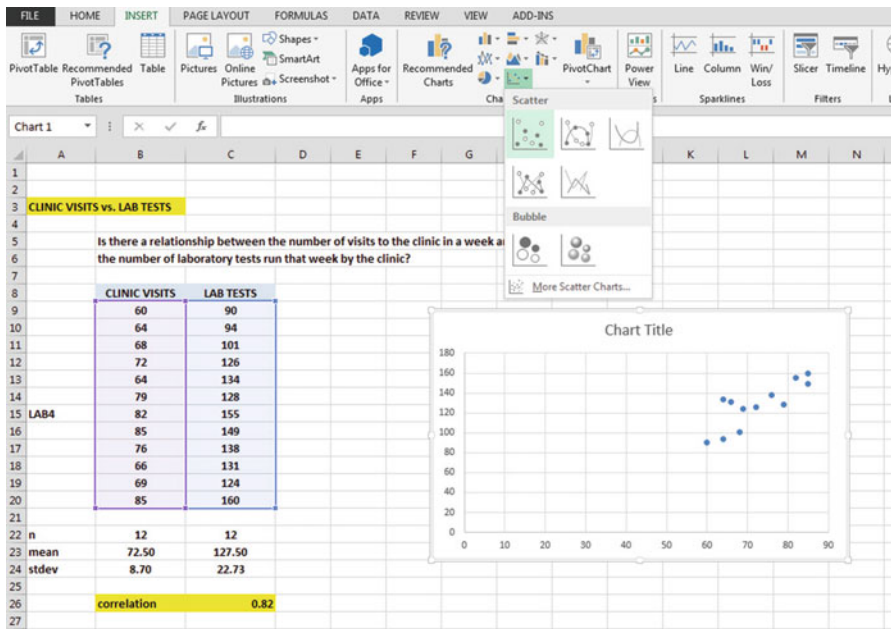 FILE HOME INSERT PAGE LAYOUT FORMULAS DATA REVIEW VIEW ADD-INS
PivotTable Recommended PivotTables Table
Pictures Online Pictures Shapes SmartArt Screenshot
Apps for Office
Recommended Charts
PivotChart
Power View
Line Column Win/ Loss
Slicer Timeline
Tables Illustrations Apps Cha Sparklines Filters
Chart 1 fx
Scatter
Bubble
More Scatter Charts...
A B C D E F G K L M N
1
2
3 CLINIC VISITS vs. LAB TESTS
4
5 Is there a relationship between the number of visits to the clinic in a week
6 the number of laboratory tests run that week by the clinic?
7
8 CLINIC VISITS LAB TESTS
9 60 90
10 64 94
11 68 101
12 72 126
13 64 134
14 79 128
15 LAB4 82 155
16 85 149
17 76 138
18 66 131
19 69 124
20 85 160
21
22 n 12 12
23 mean 72.50 127.50
24 stdev 8.70 22.73
25
26 correlation 0.82
27
Chart Title
180
160
140
120
100
80
60
40
20
0
0 10 20 30 40 50 60 70 80 90